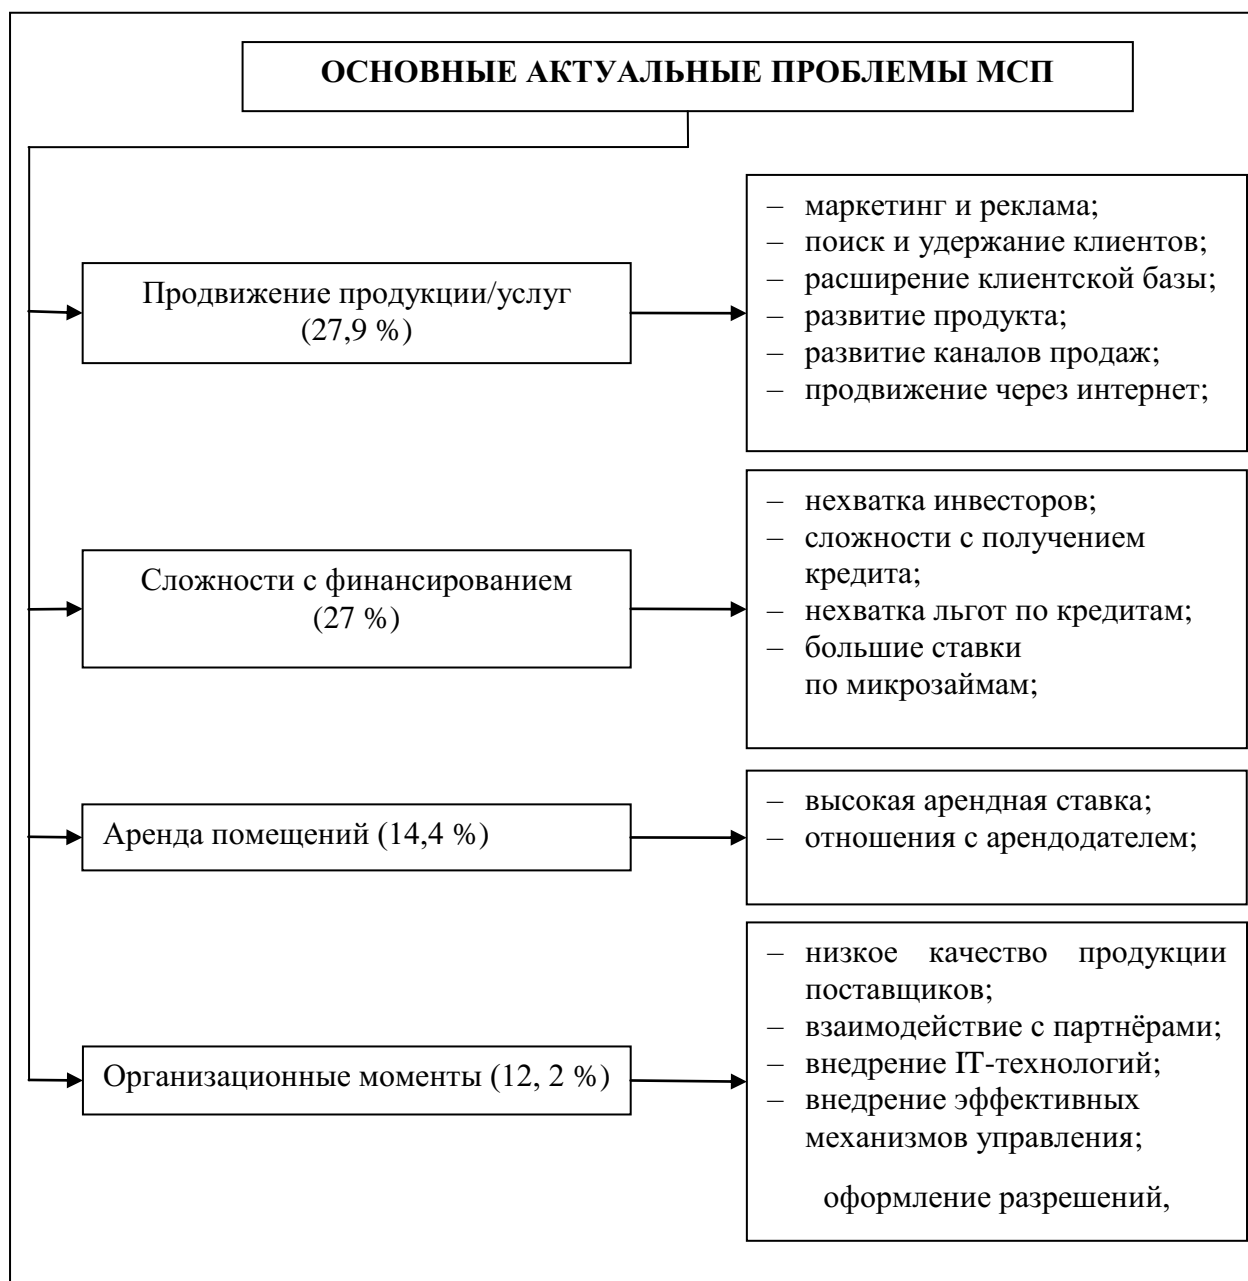 ОСНОВНЫЕ АКТУАЛЬНЫЕ ПРОБЛЕМЫ МСП
Продвижение продукции/услуг
(27,9 %)
– маркетинг и реклама;
– поиск и удержание клиентов;
– расширение клиентской базы;
– развитие продукта;
– развитие каналов продаж;
– продвижение через интернет;
Сложности с финансированием
(27 %)
– нехватка инвесторов;
– сложности с получением
кредита;
– нехватка льгот по кредитам;
– большие ставки
по микрозаймам;
Аренда помещений (14,4 %)
– высокая арендная ставка;
– отношения с арендодателем;
Организационные моменты (12, 2 %)
– низкое качество продукции
поставщиков;
– взаимодействие с партнёрами;
– внедрение IT-технологий;
– внедрение эффективных
механизмов управления;
оформление разрешений,